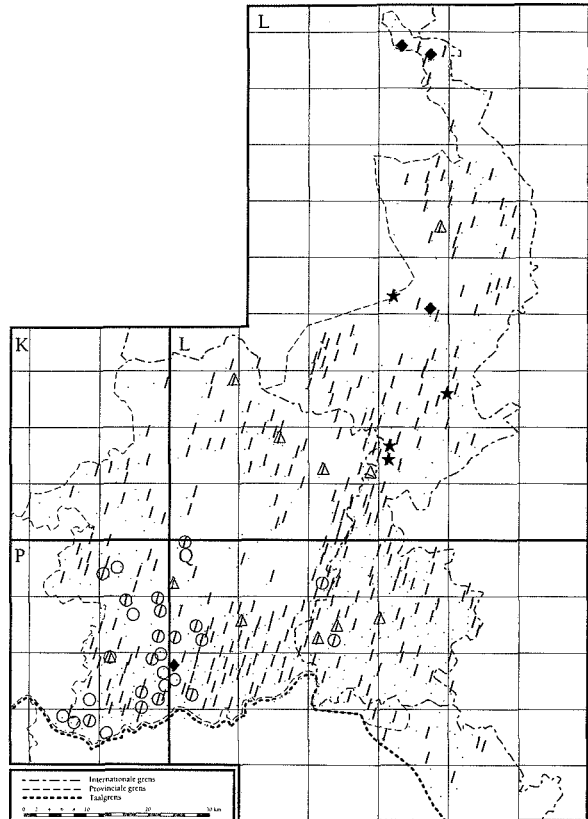 L
K
L
P
Q
Internationale grens
Provinciale grens
Taalgrens
0 2 4 6 8 10 20 30 km